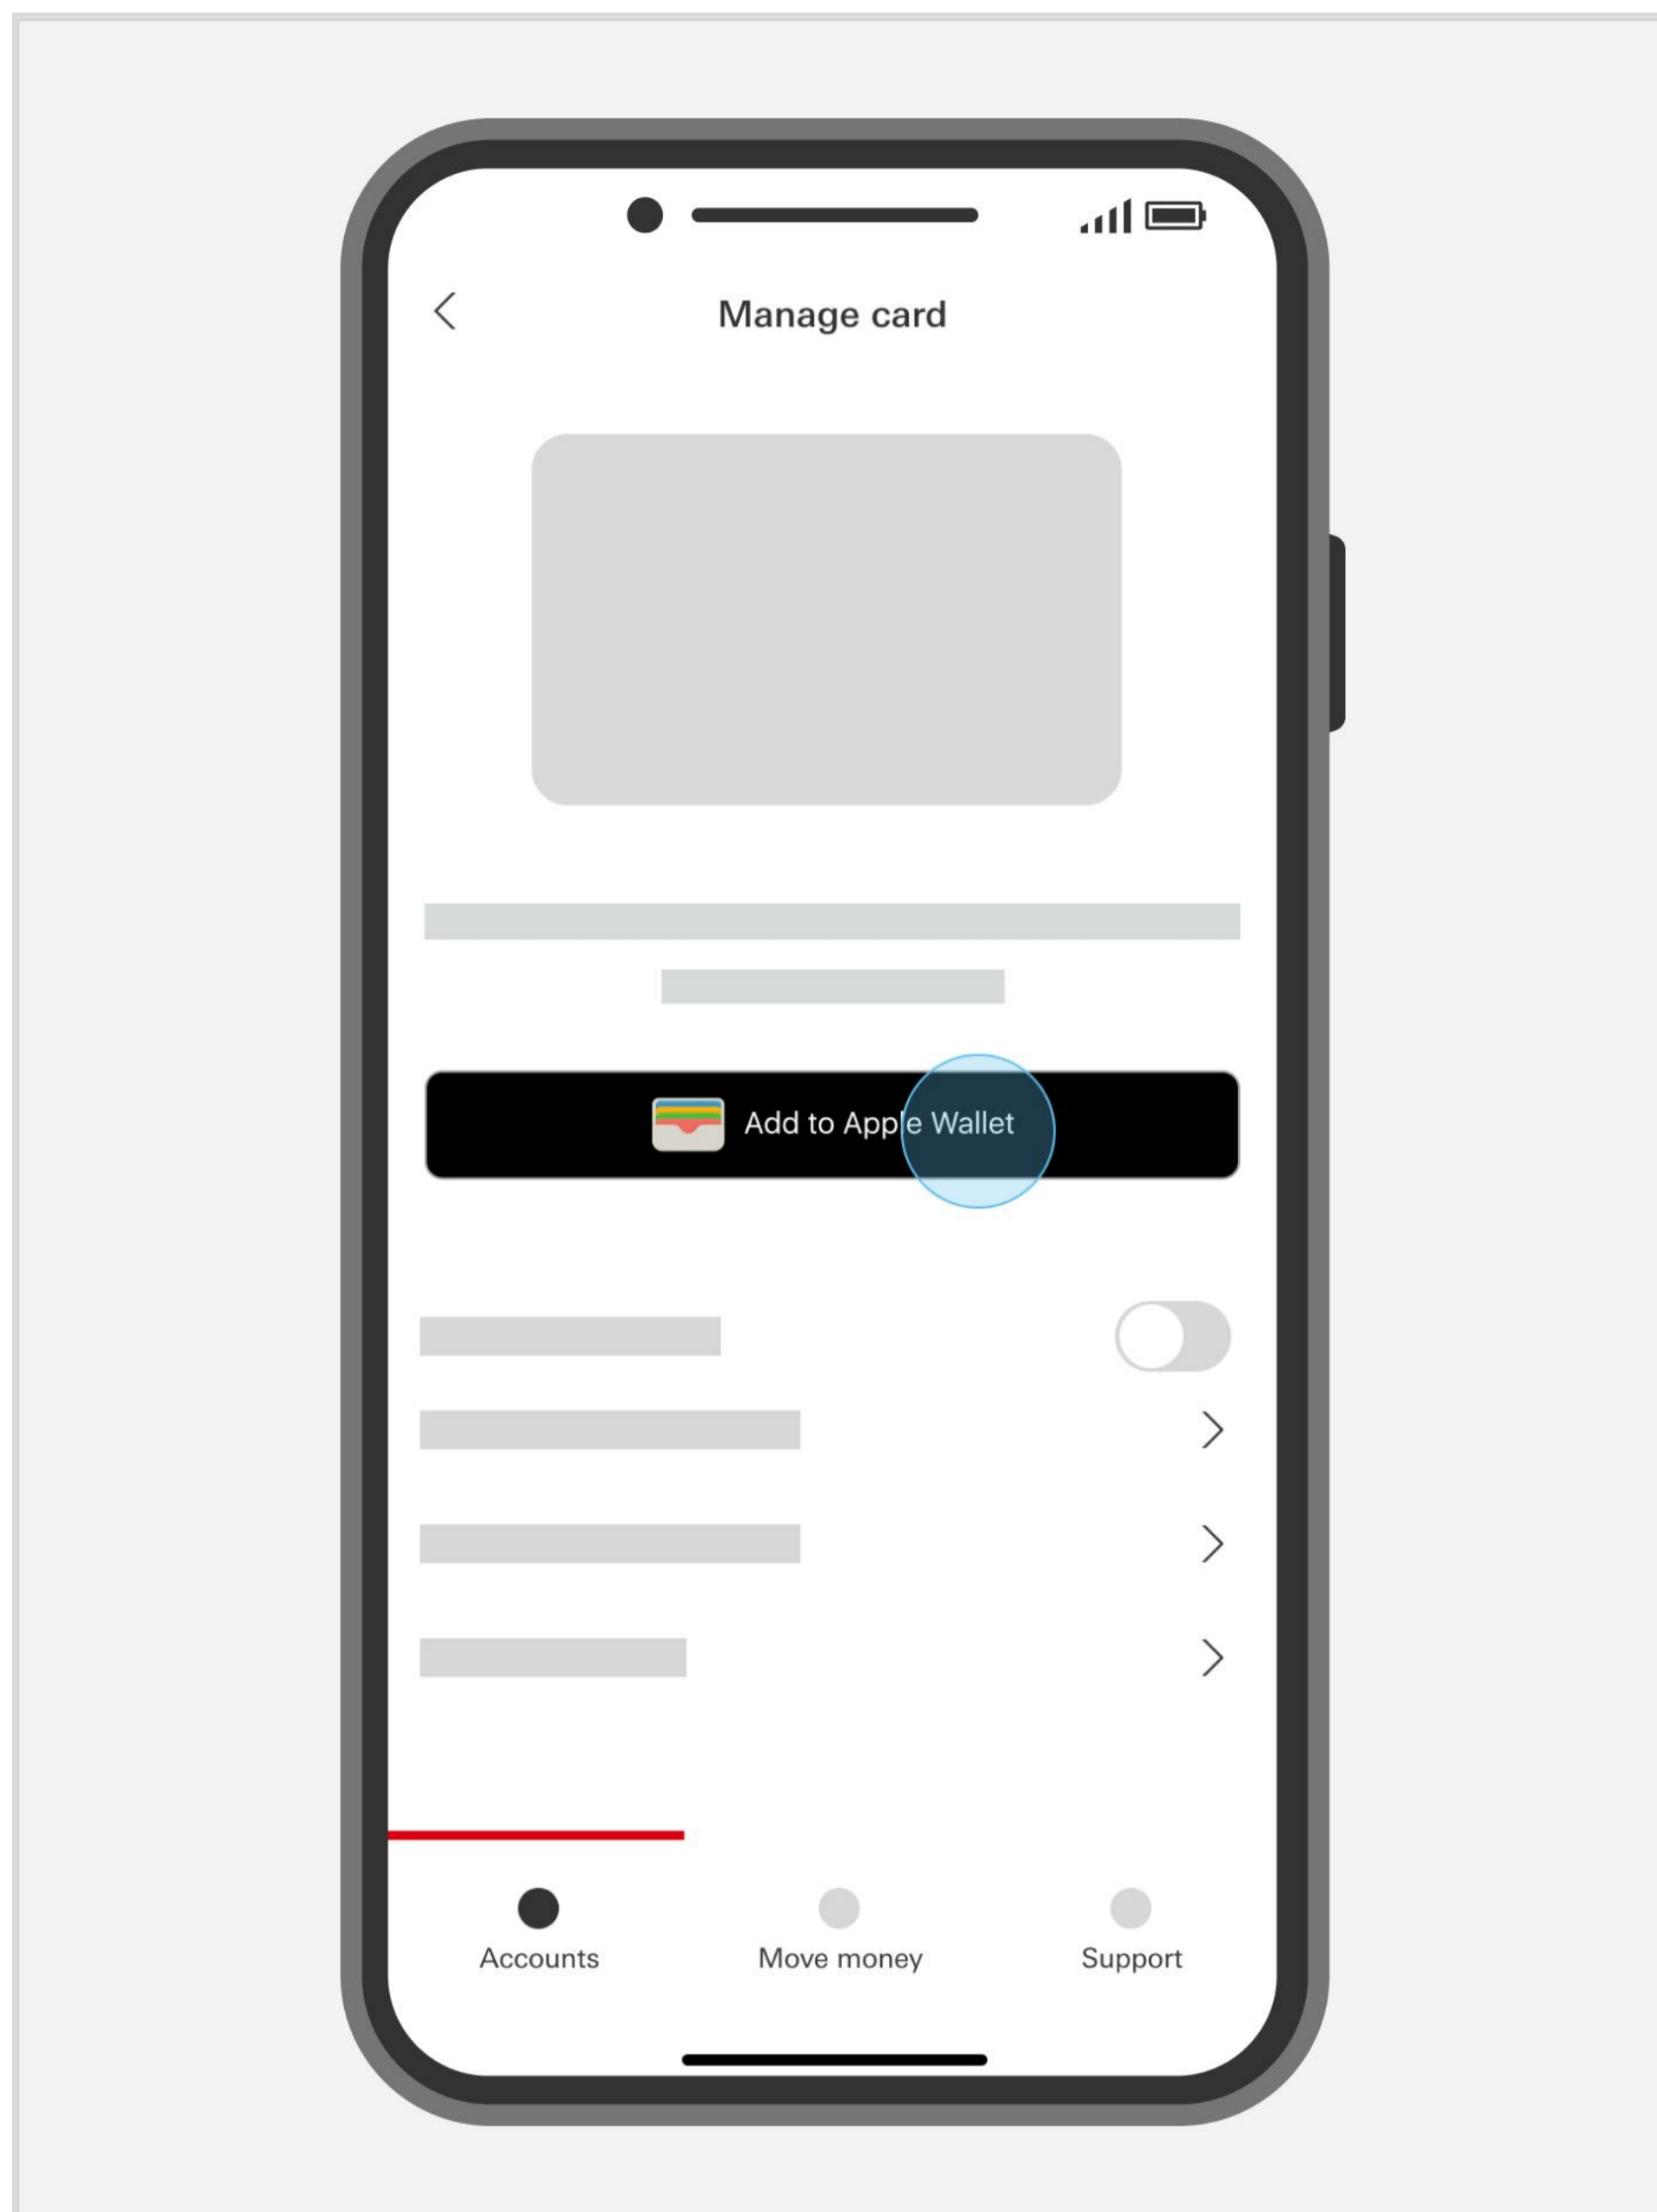 Manage card
Add to Apple Wallet
Accounts
Move money
Support